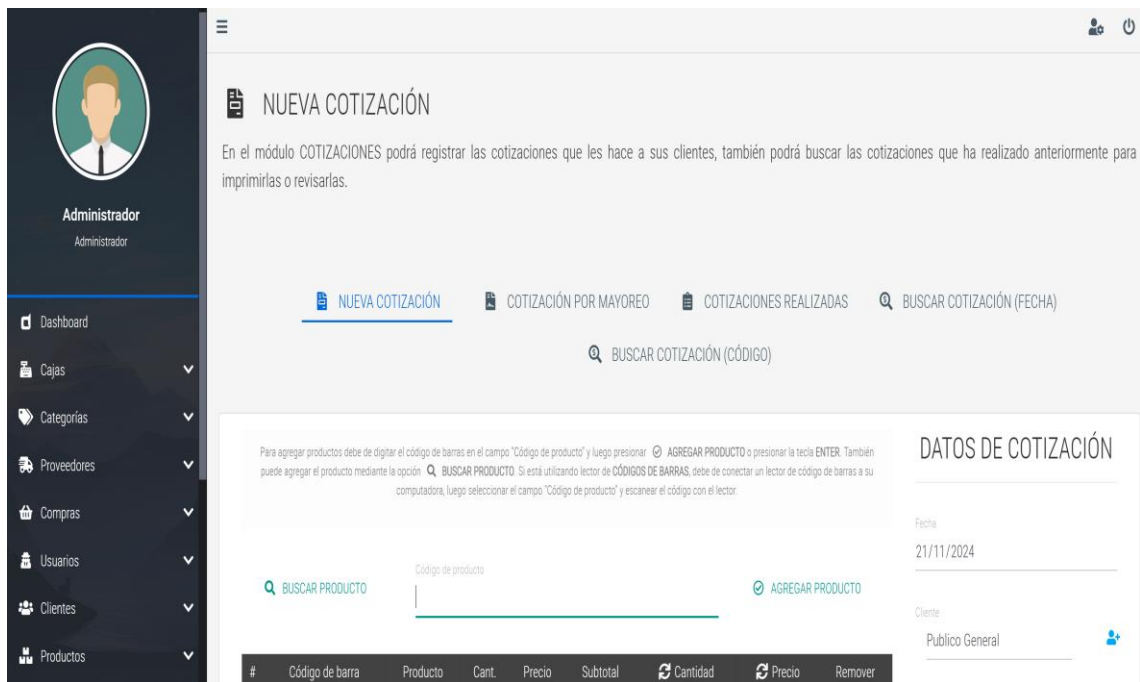 Administrador
Administrador
Dashboard
Cajas
Categorías
Proveedores
Compras
Usuarios
Clientes
Productos
NUEVA COTIZACIÓN
En el módulo COTIZACIONES podrá registrar las cotizaciones que les hace a sus clientes, también podrá buscar las cotizaciones que ha realizado anteriormente para
imprimirlas o revisarlas.
NUEVA COTIZACIÓN COTIZACIÓN POR MAYOREO COTIZACIONES REALIZADAS BUSCAR COTIZACIÓN (FECHA)
BUSCAR COTIZACIÓN (CÓDIGO)
Para agregar productos debe de digitar el código de barras en el campo "Código de producto" y luego presionar AGREGAR PRODUCTO o presionar la tecla ENTER. También
puede agregar el producto mediante la opción BUSCAR PRODUCTO. Si está utilizando lector de CÓDIGOS DE BARRAS, debe de conectar un lector de código de barras a su
computadora, luego seleccionar el campo "Código de producto" y escanear el código con el lector.
BUSCAR PRODUCTO
Código de producto
AGREGAR PRODUCTO
# Código de barra Producto Cant. Precio Subtotal Cantidad Precio Remover
DATOS DE COTIZACIÓN
Fecha
21/11/2024
Cliente
Publico General